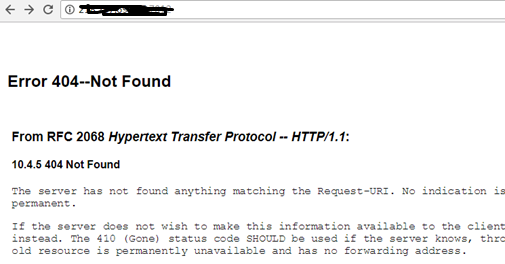 Error 404--Not Found
From RFC 2068 Hypertext Transfer Protocol -- HTTP/1.1:
10.4.5 404 Not Found
The server has not found anything matching the Request-URI. No indication is
permanent.
If the server does not wish to make this information available to the client
instead. The 410 (Gone) status code SHOULD be used if the server knows, thro
old resource is permanently unavailable and has no forwarding address.